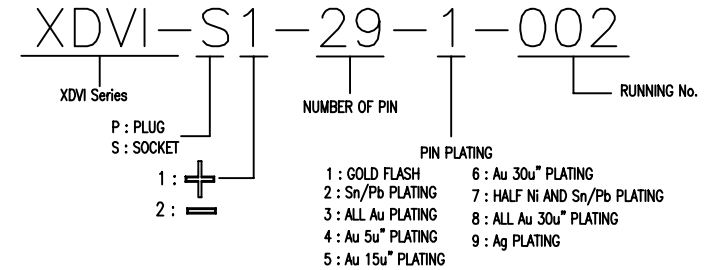 XDVI-S1-29-1-002
XDVI Series
NUMBER OF PIN
RUNNING No.
P : PLUG
S : SOCKET
1 : +
2 : -
PIN PLATING
1 : GOLD FLASH
2 : Sn/Pb PLATING
3 : ALL Au PLATING
4 : Au 5u" PLATING
5 : Au 15u" PLATING
6 : Au 30u" PLATING
7 : HALF Ni AND Sn/Pb PLATING
8 : ALL Au 30u" PLATING
9 : Ag PLATING